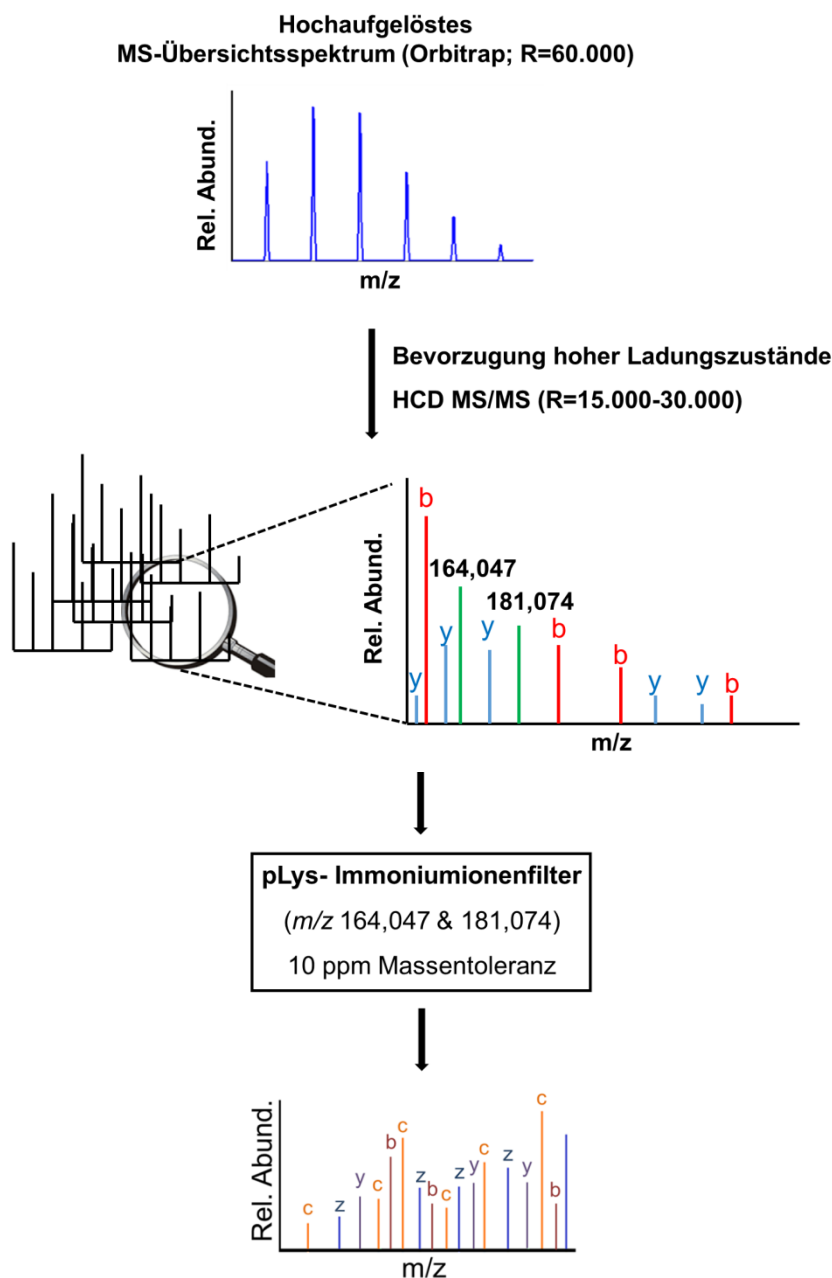 Hochaufgelöstes
MS-Übersichtsspektrum (Orbitrap; R=60.000)
Rel. Abund.
m/z
Bevorzugung hoher Ladungszustände
HCD MS/MS (R=15.000-30.000)
Rel. Abund.
b
164,047
181,074
y
y
y
b
b
y
y
b
m/z
pLys- Immoniumionenfilter
(m/z 164,047 & 181,074)
10 ppm Massentoleranz
Rel. Abund.
c
z
y
c
b
c
z
b
c
z
y
c
z
y
c
b
m/z